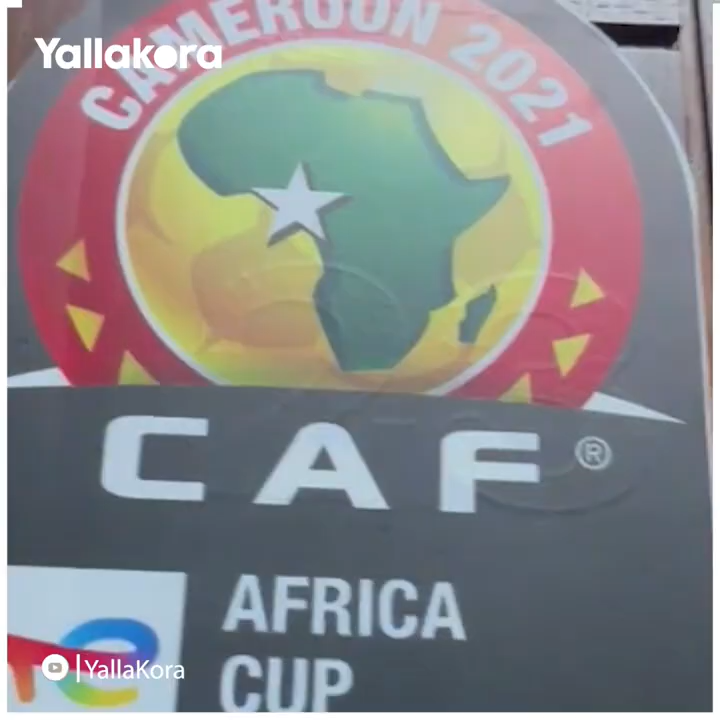 Yallakora
CAMEROON 2021
CAF®
AFRICA
CUP
| YallaKora